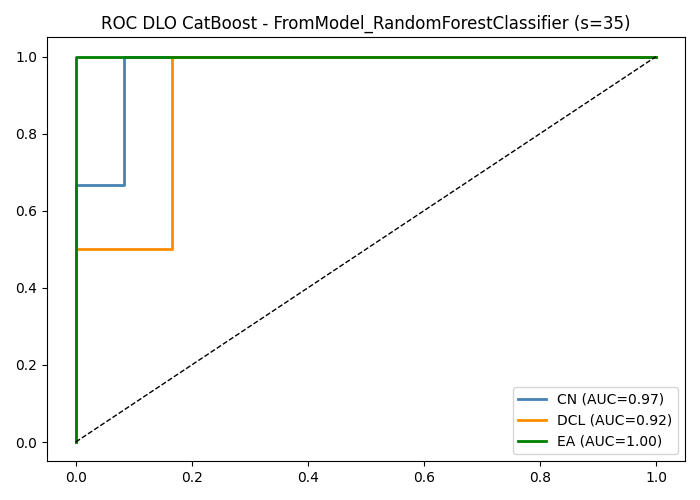 ROC DLO CatBoost - FromModel_RandomForestClassifier (s=35)
1.0
0.8
0.6
0.4
0.2
0.0
0.0 0.2 0.4 0.6 0.8 1.0
CN (AUC=0.97)
DCL (AUC=0.92)
EA (AUC=1.00)